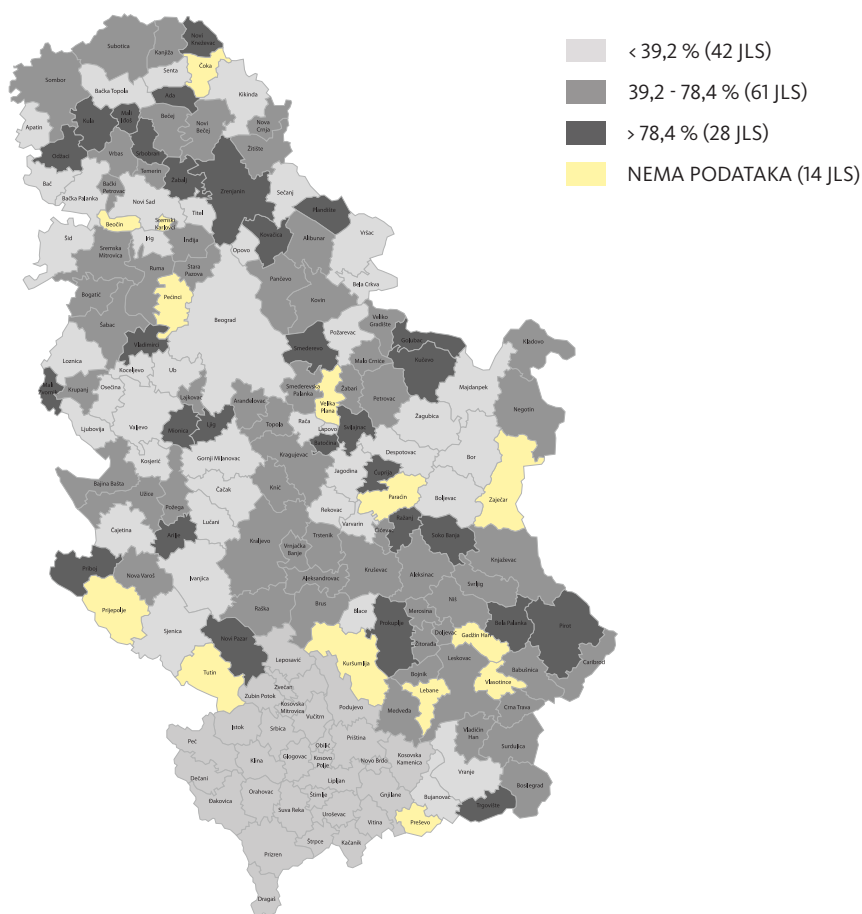 < 39,2 % (42 JLS)
39,2 - 78,4 % (61 JLS)
> 78,4 % (28 JLS)
NEMA PODATAKA (14 JLS)
Novi
Kneževac
Subotica
Kanjiža
Čoka
Senta
Sombor
Bačka Topola
Ada
Kikinda
Apatin
Kula
Mali
Iđoš
Bečej
Novi
Bečej
Nova
Crnja
Odžaci
Vrbas
Srbobran
Žitište
Temerin
Žabalj
Zrenjanin
Bač
Bačka Palanka
Bački
Petrovac
Novi Sad
Titel
Sečanj
Beočin
Sremski
Karlovci
Plandište
Šid
Sremska
Mitrovica
Irig
Inđija
Kovačica
Alibunar
Vršac
Opovo
Ruma
Stara
Pazova
Pančevo
Bela Crkva
Bogatić
Pećinci
Kovin
Šabac
Beograd
Veliko
Gradište
Požarevac
Golubac
Kladovo
Vladimirci
Smederevo
Malo Crniće
Kučevo
Loznica
Koceljevo
Ub
Majdanpek
Mali
Zvornik
Krupanj
Osečina
Lajkovac
Smederevska
Palanka
Žabari
Petrovac
Aranđelovac
Velika
Plana
Negotin
Ljubovija
Valjevo
Mionica
Ljig
Topola
Rača
Lapovo
Svilajnac
Žagubica
Batočina
Kosjerić
Gornji Milanovac
Kragujevac
Despotovac
Bor
Bajina Bašta
Jagodina
Ćuprija
Užice
Čačak
Knić
Paraćin
Boljevac
Zaječar
Požega
Rekovac
Čajetina
Lučani
Varvarin
Ćićevac
Ražanj
Arilje
Kraljevo
Vrnjačka
Banja
Trstenik
Soko Banja
Priboj
Nova Varoš
Ivanjica
Kruševac
Aleksinac
Knjaževac
Aleksandrovac
Svrljig
Prijepolje
Raška
Brus
Blace
Merošina
Niš
Sjenica
Novi Pazar
Prokuplje
Doljevac
Gadžin Han
Bela Palanka
Pirot
Kuršumlija
Žitorađa
Leskovac
Babušnica
Dimitrovgrad
Tutin
Leposavić
Bojnik
Vlasotince
Zvečan
Zubin Potok
Kosovska
Mitrovica
Podujevo
Lebane
Medveđa
Crna Trava
Vučitrn
Istok
Srbica
Vladičin
Han
Surdulica
Peć
Obilić
Priština
Klina
Glogovac
Kosovo
Polje
Novo Brdo
Kosovska
Kamenica
Vranje
Dečani
Lipljan
Bosilegrad
Đakovica
Orahovac
Štimlje
Gnjilane
Bujanovac
Trgovište
Suva Reka
Uroševac
Vitina
Preševo
Štrpce
Kačanik
Prizren
Dragaš